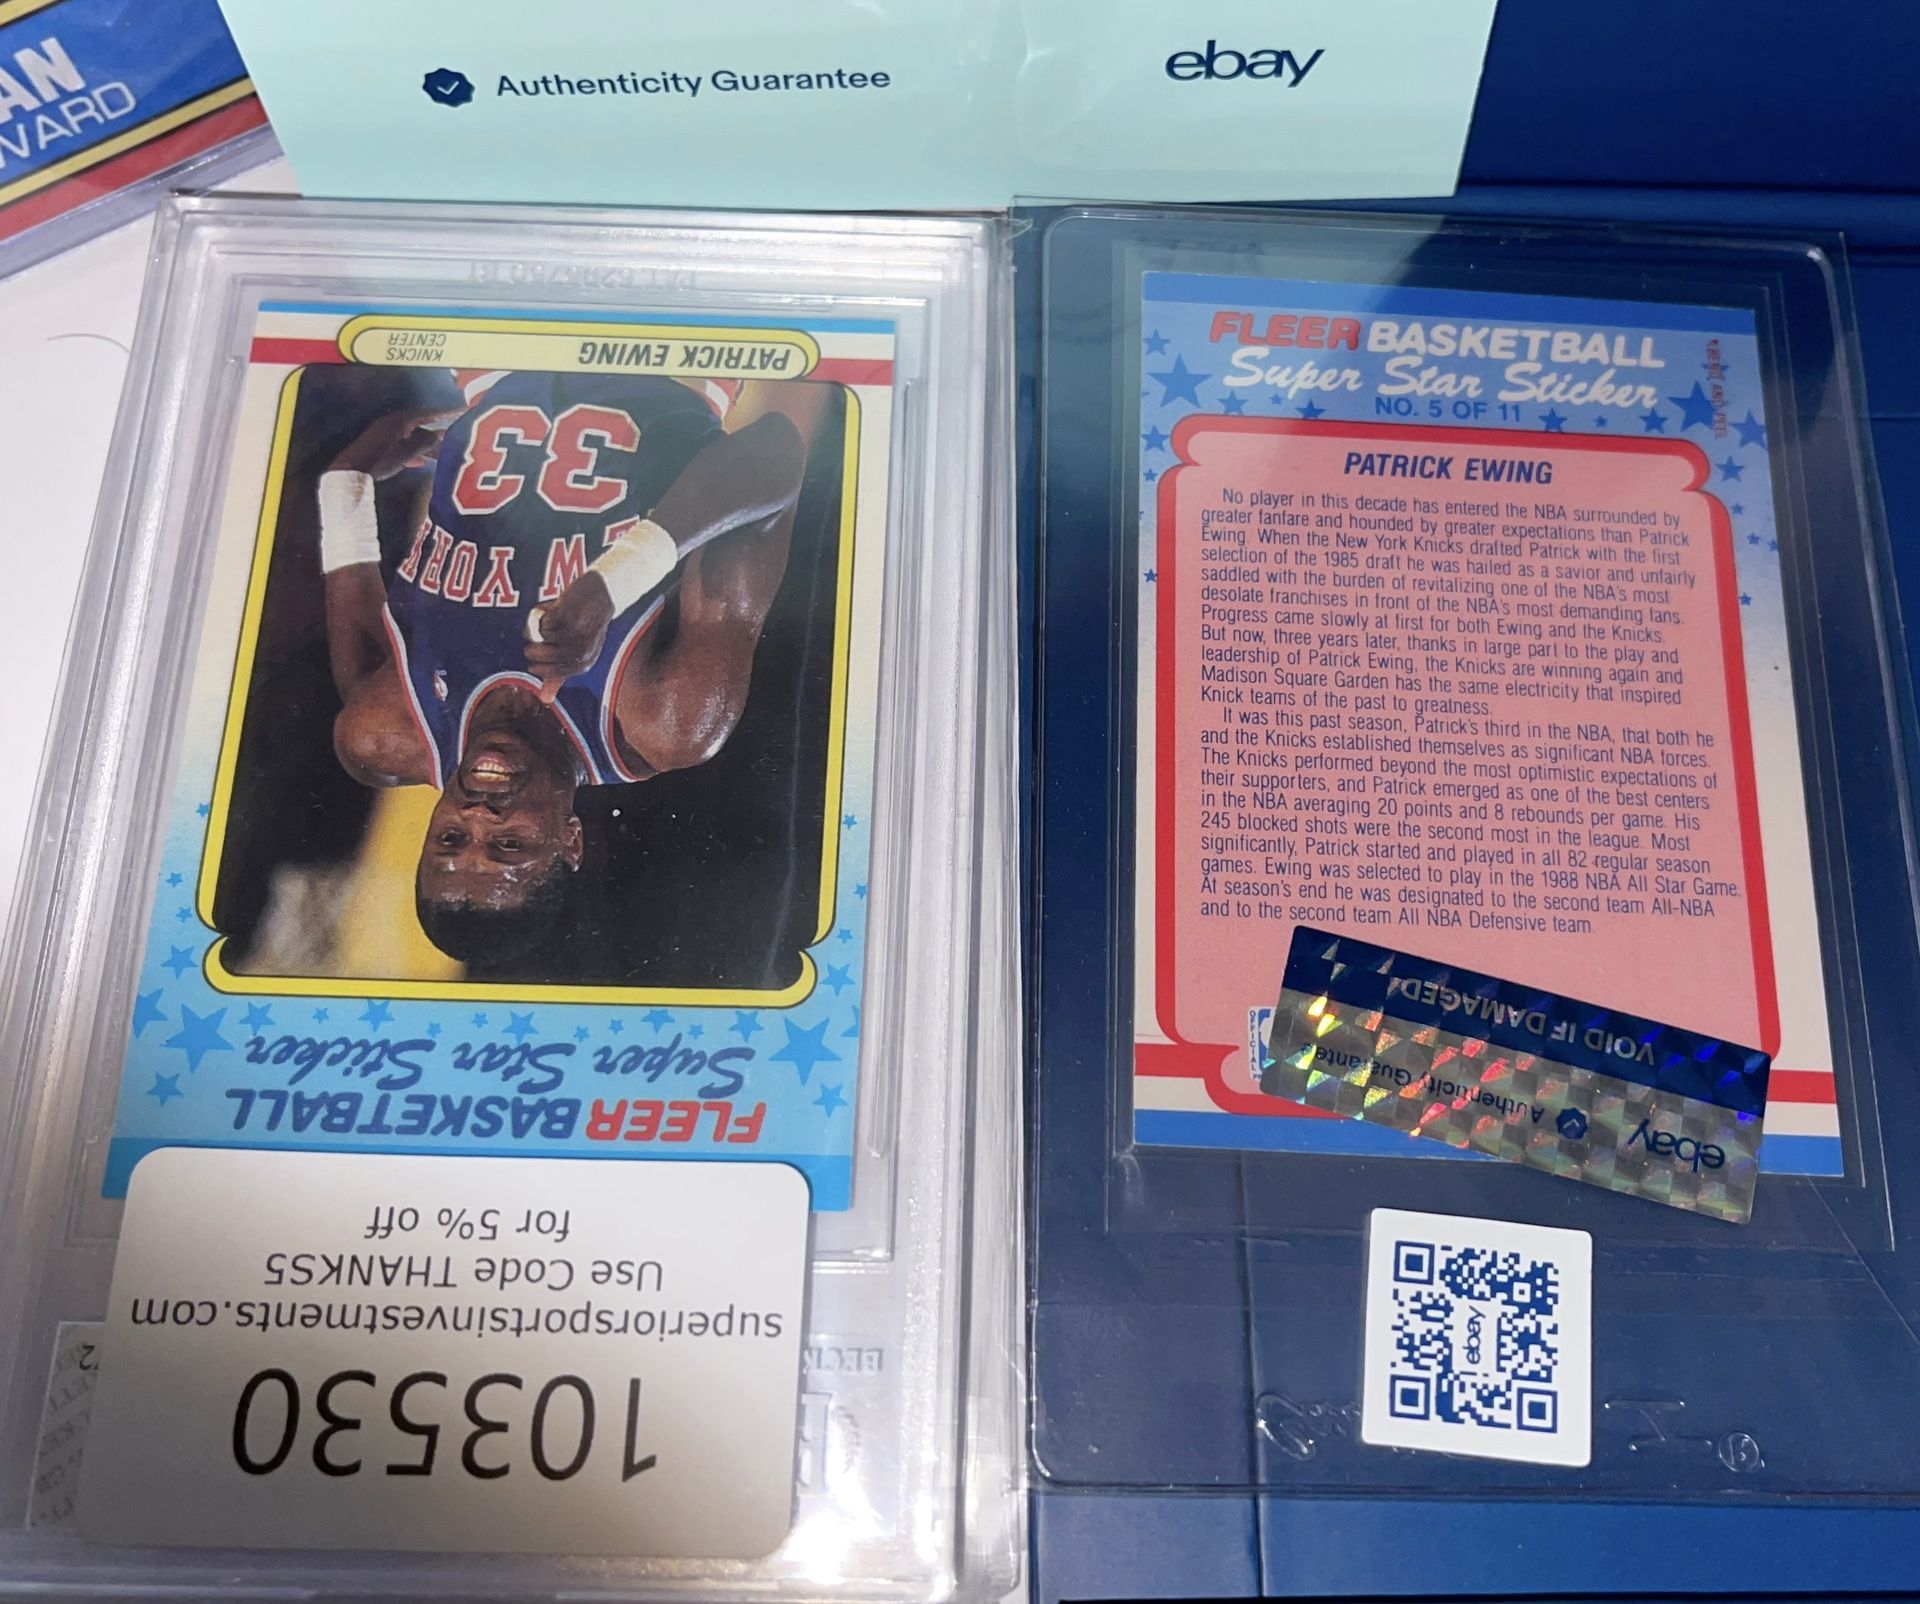 AN
WARD
Authenticity Guarantee
ebay
PATRICK EWING
KNICKS
CENTER
33
YORK
FLEER BASKETBALL
Super Star Sticker
for 5% off
Use Code THANKS5
superiorsportsinvestments.com
103530
FLEER BASKETBALL
Super Star Sticker
NO. 5 OF 11
PATRICK EWING
No player in this decade has entered the NBA surrounded by
greater fanfare and hounded by greater expectations than Patrick
Ewing. When the New York Knicks drafted Patrick with the first
selection of the 1985 draft he was hailed as a savior and unfairly
saddled with the burden of revitalizing one of the NBA's most
desolate franchises in front of the NBA's most demanding fans.
Progress came slowly at first for both Ewing and the Knicks.
But now, three years later, thanks in large part to the play and
leadership of Patrick Ewing, the Knicks are winning again and
Madison Square Garden has the same electricity that inspired
Knick teams of the past to greatness.
It was this past season, Patrick's third in the NBA, that both he
and the Knicks established themselves as significant NBA forces.
The Knicks performed beyond the most optimistic expectations of
their supporters, and Patrick emerged as one of the best centers
in the NBA averaging 20 points and 8 rebounds per game. His
245 blocked shots were the second most in the league. Most
significantly, Patrick started and played in all 82 regular season
games. Ewing was selected to play in the 1988 NBA All Star Game.
At season's end he was designated to the second team All-NBA
and to the second team All NBA Defensive team.
VOID IF DAMAGED
Authenticity Guarantee
ebay
ebay